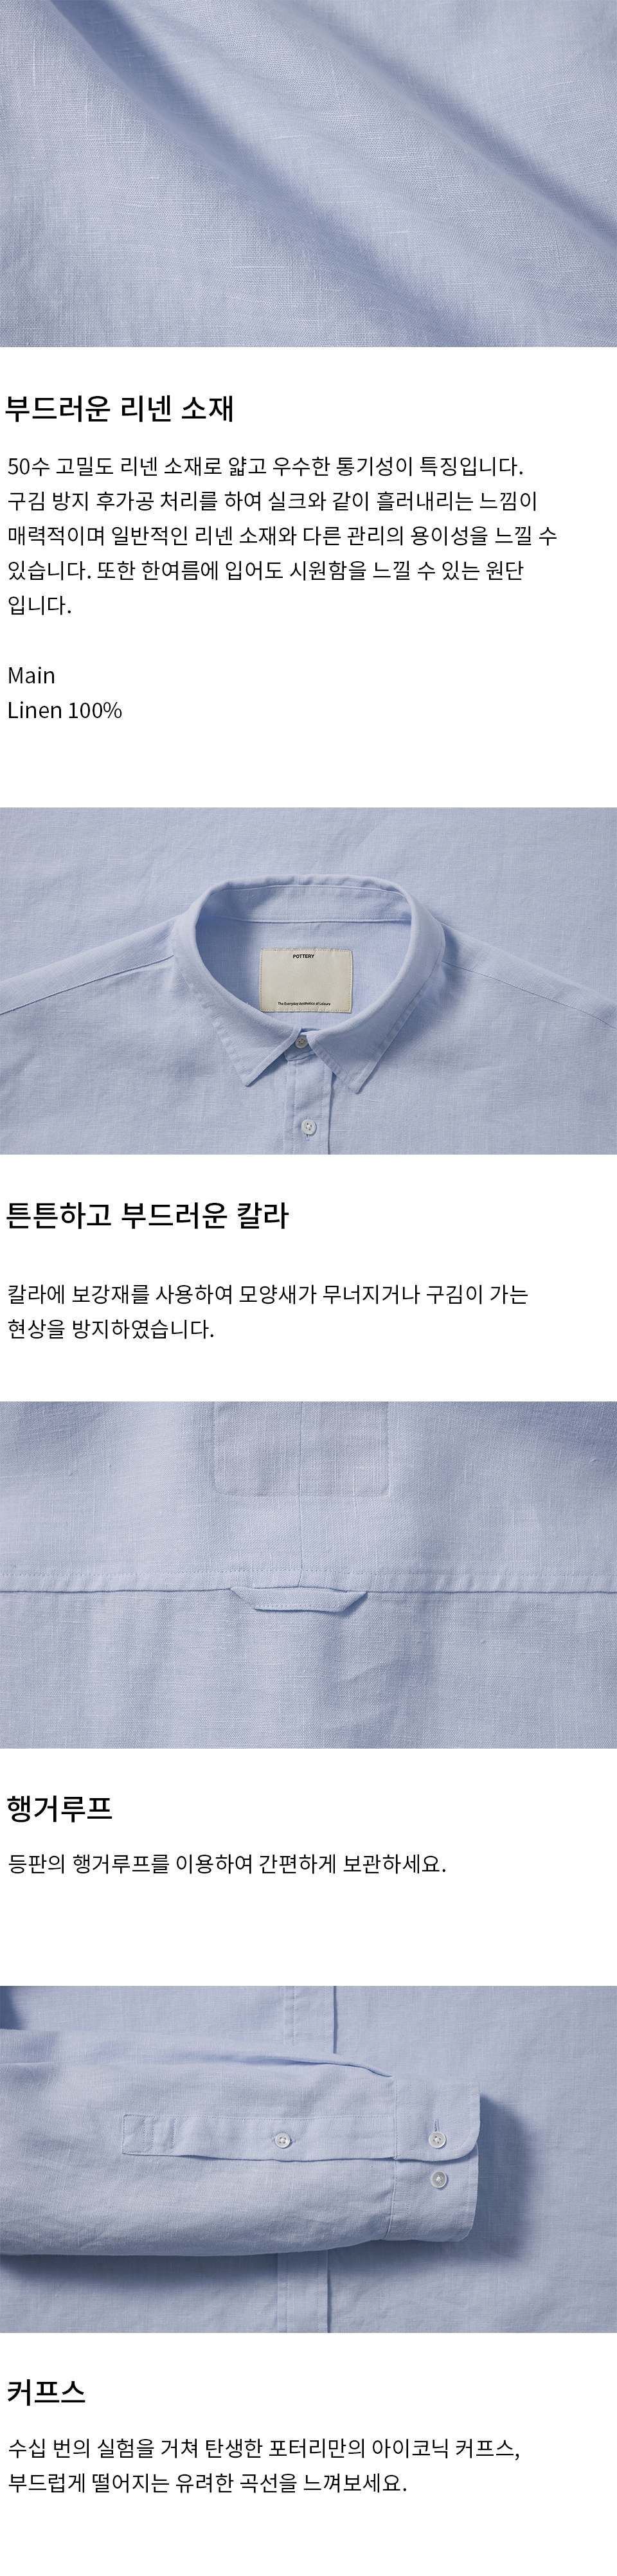 부드러운 리넨 소재
50수 고밀도 리넨 소재로 얇고 우수한 통기성이 특징입니다.
구김 방지 후가공 처리를 하여 실크와 같이 흘러내리는 느낌이
매력적이며 일반적인 리넨 소재와 다른 관리의 용이성을 느낄 수
있습니다. 또한 한여름에 입어도 시원함을 느낄 수 있는 원단
입니다.
Main
Linen 100%
POTTERY
The Everyday Aesthetics of Leisure
튼튼하고 부드러운 칼라
칼라에 보강재를 사용하여 모양새가 무너지거나 구김이 가는
현상을 방지하였습니다.
행거루프
등판의 행거루프를 이용하여 간편하게 보관하세요.
커프스
수십 번의 실험을 거쳐 탄생한 포터리만의 아이코닉 커프스,
부드럽게 떨어지는 유려한 곡선을 느껴보세요.